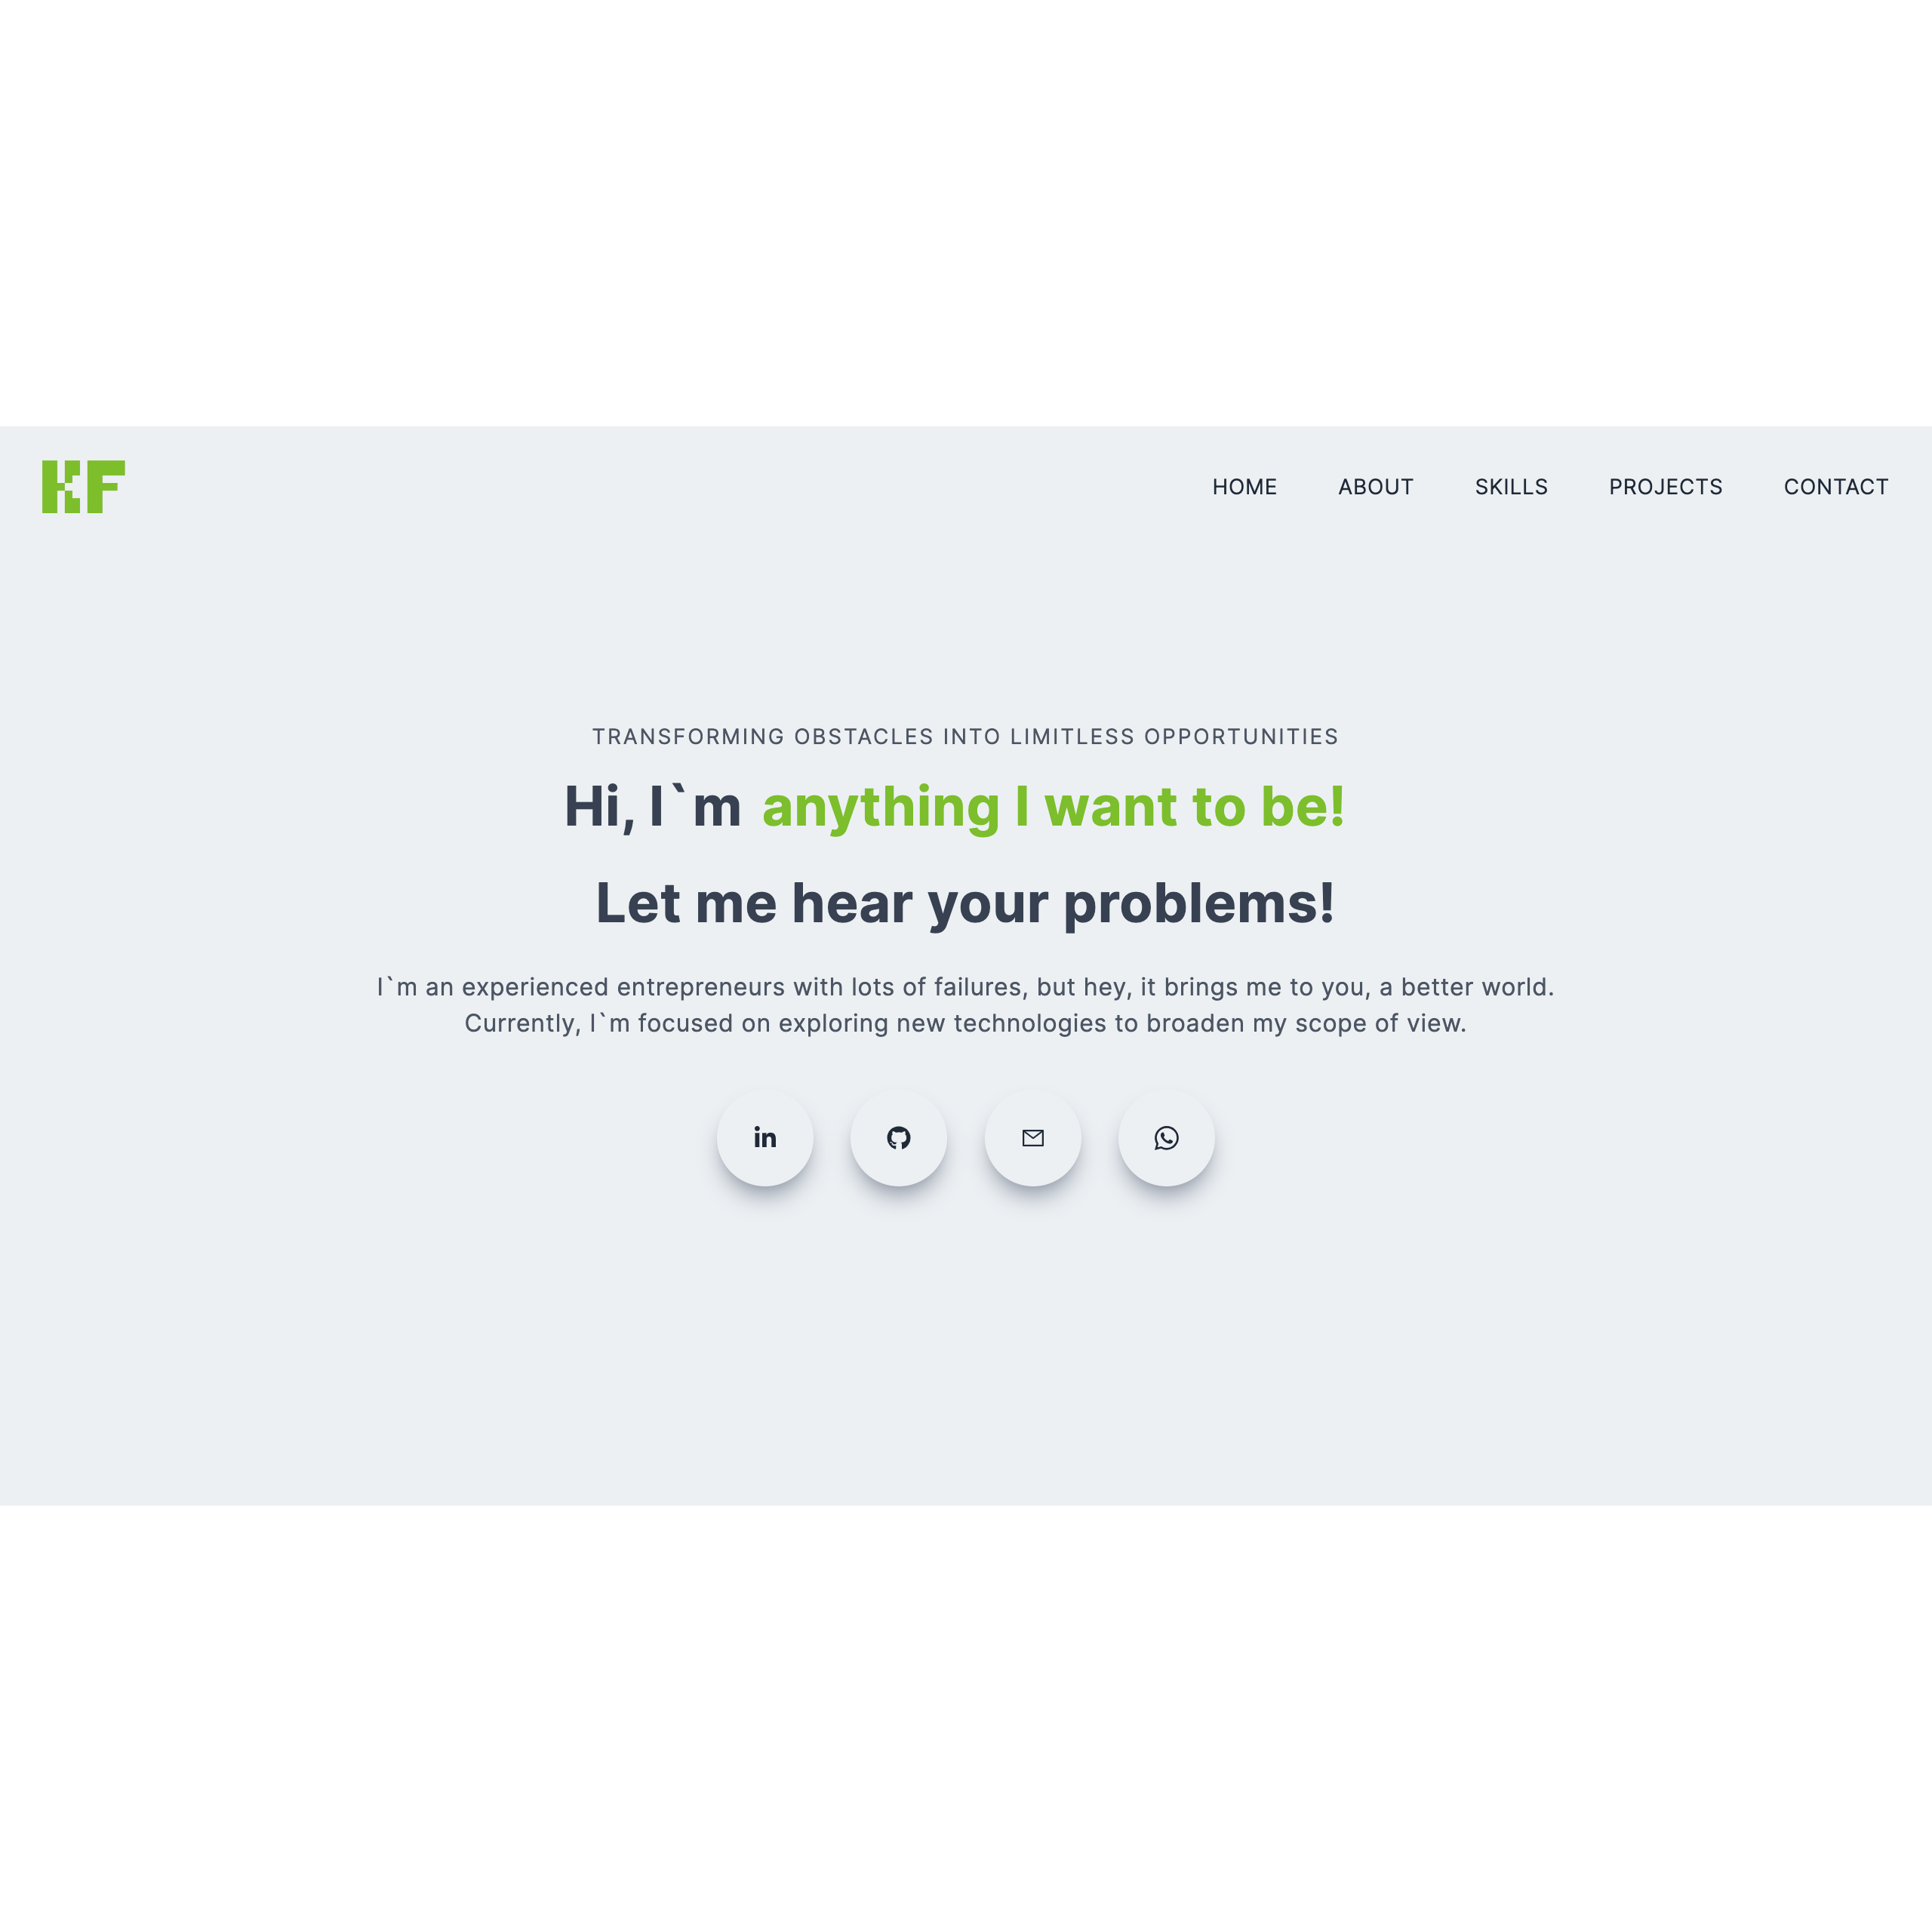 KF
HOME ABOUT SKILLS PROJECTS CONTACT
TRANSFORMING OBSTACLES INTO LIMITLESS OPPORTUNITIES
Hi, I`m anything I want to be!
Let me hear your problems!
I`m an experienced entrepreneurs with lots of failures, but hey, it brings me to you, a better world.
Currently, I`m focused on exploring new technologies to broaden my scope of view.
in